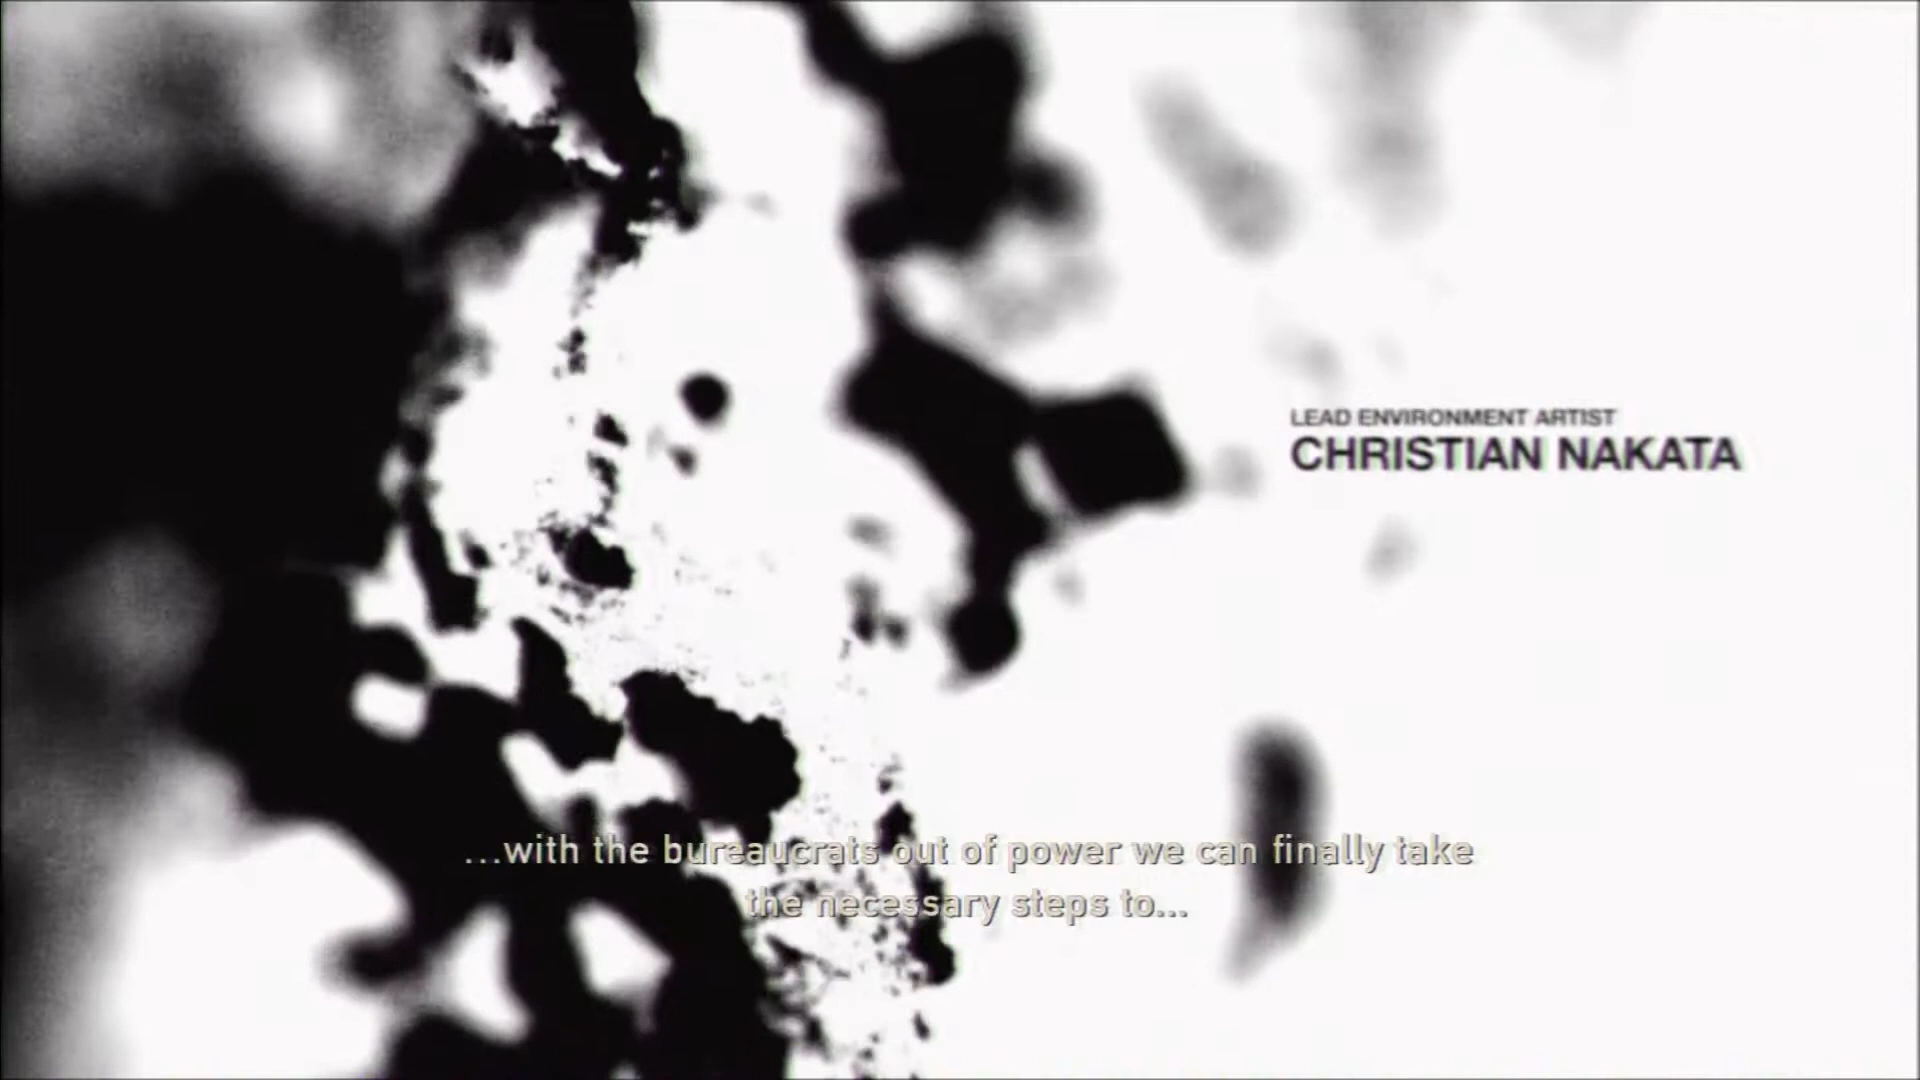 LEAD ENVIRONMENT ARTIST
CHRISTIAN NAKATA
...with the bureaucrats out of power we can finally take
the necessary steps to...